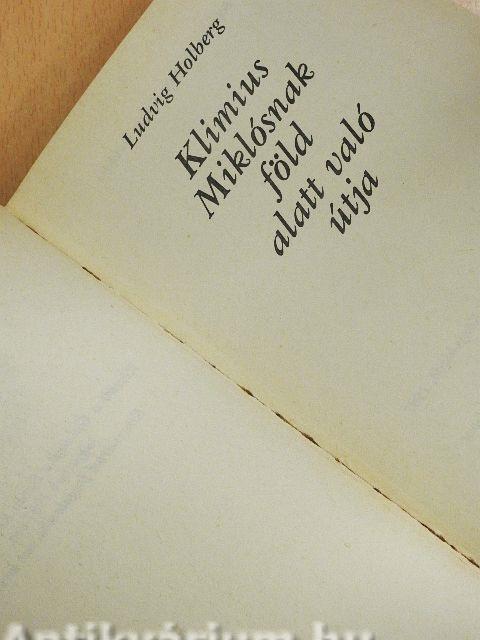 Ludvig Holberg
Klimius
Miklósnak
föld
alatt való
útja
Antikvárium.hu